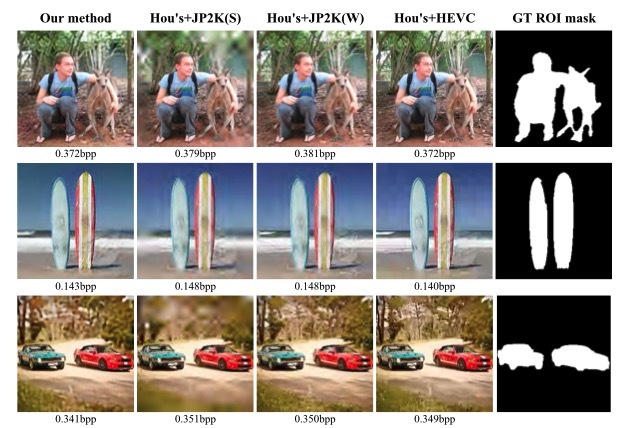 Our method Hou's+JP2K(S) Hou's+JP2K(W) Hou's+HEVC GT ROI mask
0.372bpp 0.379bpp 0.381bpp 0.372bpp
0.143bpp 0.148bpp 0.148bpp 0.140bpp
0.341bpp 0.351bpp 0.350bpp 0.349bpp